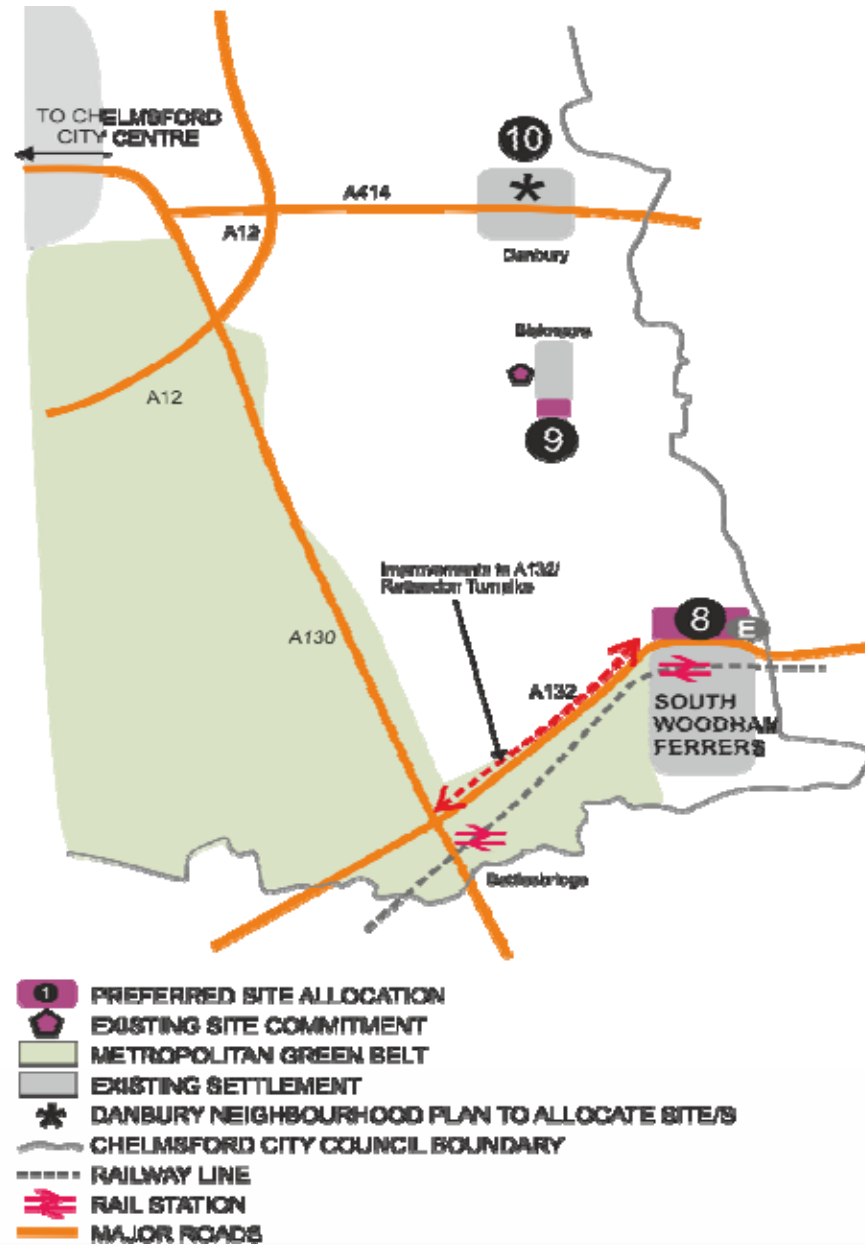 TO CHELMSFORD
CITY CENTRE
10
A414
A12
Danbury
Bicknacre
A12
9
Improvements to A132/
Rettendon Turnpike
8
E
A130
A132
SOUTH
WOODHAM
FERRERS
Battlesbridge
1 PREFERRED SITE ALLOCATION
EXISTING SITE COMMITMENT
METROPOLITAN GREEN BELT
EXISTING SETTLEMENT
DANBURY NEIGHBOURHOOD PLAN TO ALLOCATE SITE/S
CHELMSFORD CITY COUNCIL BOUNDARY
RAILWAY LINE
RAIL STATION
MAJOR ROADS